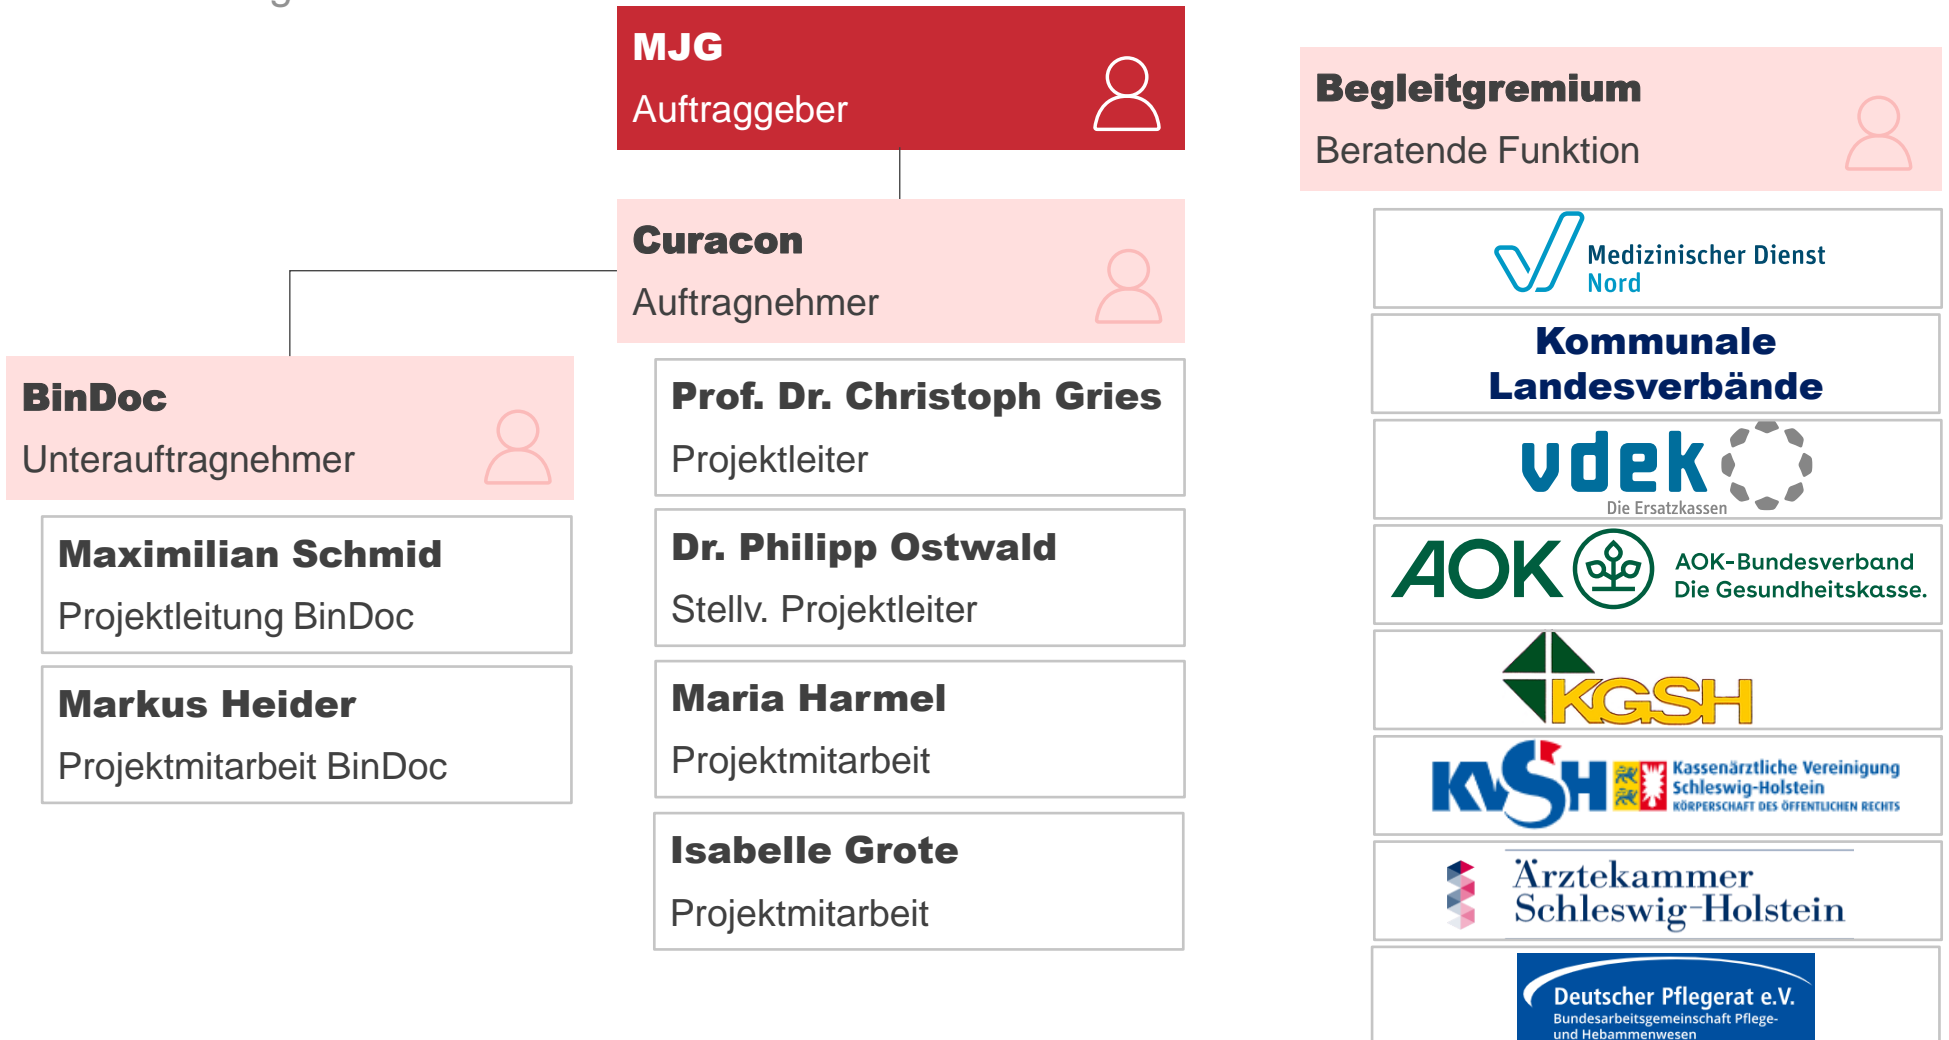 MJG
Auftraggeber
Curacon
Auftragnehmer
BinDoc
Unterauftragnehmer
Maximilian Schmid
Projektleitung BinDoc
Markus Heider
Projektmitarbeit BinDoc
Prof. Dr. Christoph Gries
Projektleiter
Dr. Philipp Ostwald
Stellv. Projektleiter
Maria Harmel
Projektmitarbeit
Isabelle Grote
Projektmitarbeit
Begleitgremium
Beratende Funktion
Medizinischer Dienst
Nord
Kommunale
Landesverbände
vdek
Die Ersatzkassen
AOK
AOK-Bundesverband
Die Gesundheitskasse.
KGSH
KVSH
Kassenärztliche Vereinigung
Schleswig-Holstein
KÖRPERSCHAFT DES ÖFFENTLICHEN RECHTS
Ärztekammer
Schleswig-Holstein
Deutscher Pflegerat e.V.
Bundesarbeitsgemeinschaft Pflege-
und Hebammenwesen